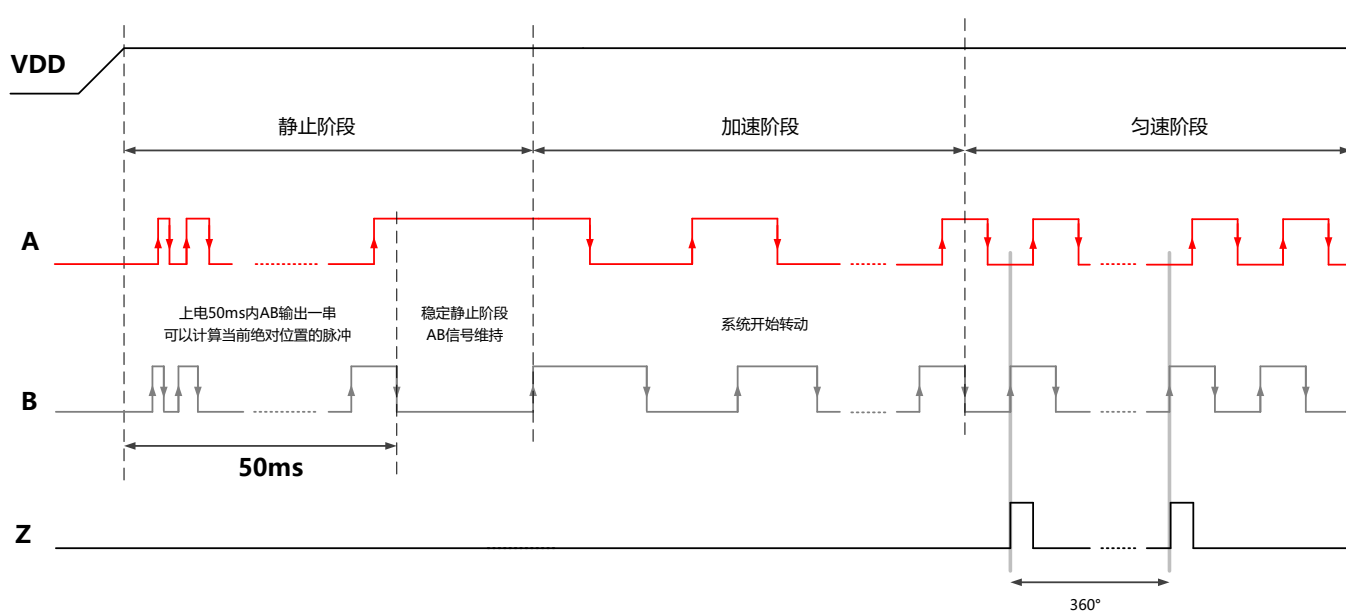 VDD
静止阶段
加速阶段
匀速阶段
A
上电50ms内AB输出一串
可以计算当前绝对位置的脉冲
稳定静止阶段
AB信号维持
系统开始转动
B
50ms
Z
360°